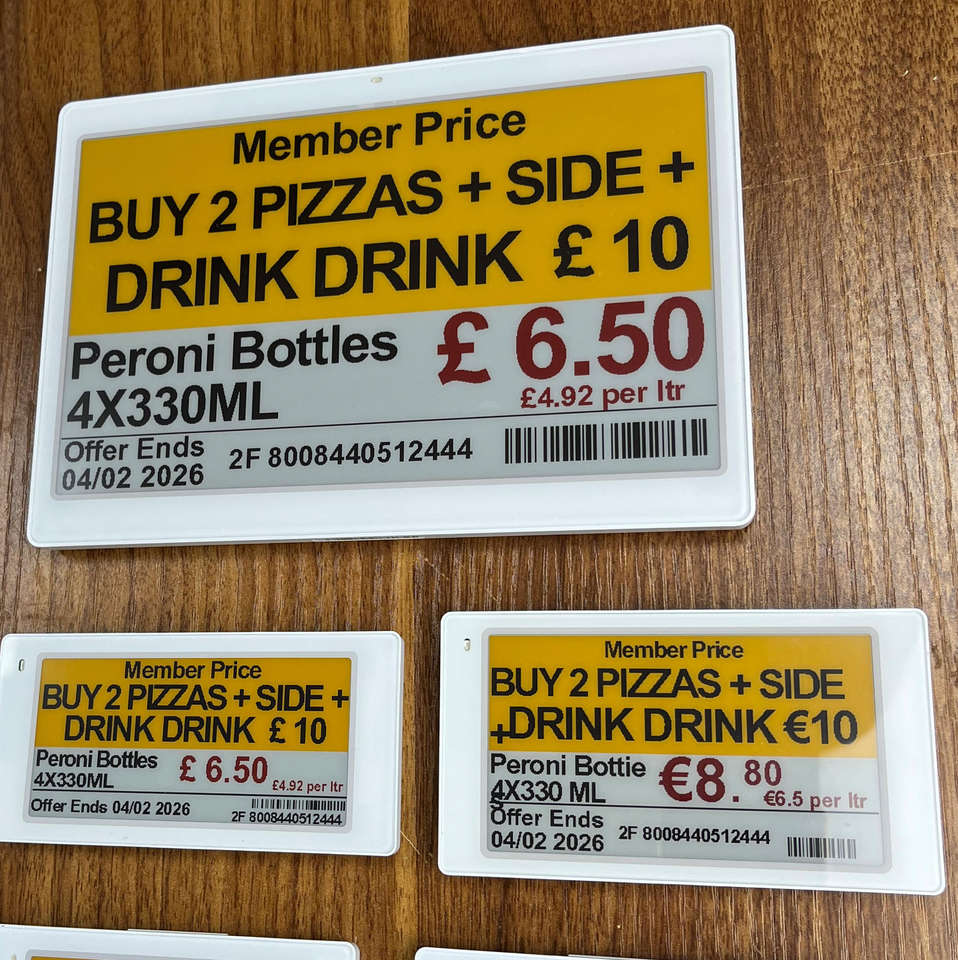 Member Price
BUY 2 PIZZAS + SIDE +
DRINK DRINK £ 10
Peroni Bottles
4X330ML
£ 6.50
£4.92 per ltr
Offer Ends
04/02 2026
2F 8008440512444
Member Price
BUY 2 PIZZAS + SIDE +
DRINK DRINK £ 10
Peroni Bottles
4X330ML
£ 6.50
£4.92 per ltr
Offer Ends 04/02 2026
2F 8008440512444
Member Price
BUY 2 PIZZAS + SIDE
+DRINK DRINK €10
Peroni Bottle
s
4X330 ML
€8.80
€6.5 per ltr
Offer Ends
04/02 2026
2F 8008440512444